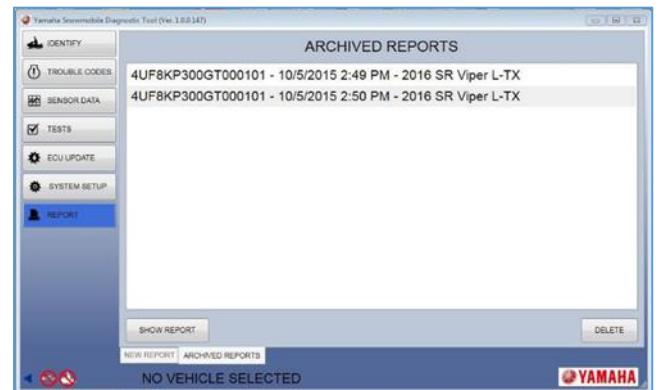 Yamaha Snowmobile Diagnostic Tool (Ver. 1.0.0.147)
IDENTIFY
TROUBLE CODES
SENSOR DATA
TESTS
ECU UPDATE
SYSTEM SETUP
REPORT
ARCHIVED REPORTS
4UF8KP300GT000101 - 10/5/2015 2:49 PM - 2016 SR Viper L-TX
4UF8KP300GT000101 - 10/5/2015 2:50 PM - 2016 SR Viper L-TX
SHOW REPORT
DELETE
NEW REPORT
ARCHIVED REPORTS
NO VEHICLE SELECTED
YAMAHA